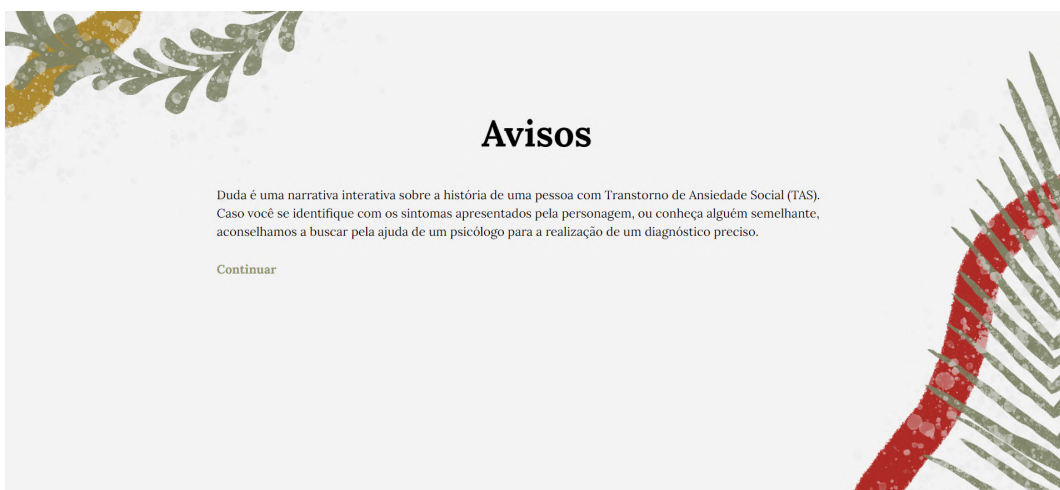 Avisos
Duda é uma narrativa interativa sobre a história de uma pessoa com Transtorno de Ansiedade Social (TAS).
Caso você se identifique com os sintomas apresentados pela personagem, ou conheça alguém semelhante,
aconselhamos a buscar pela ajuda de um psicólogo para a realização de um diagnóstico preciso.
Continuar